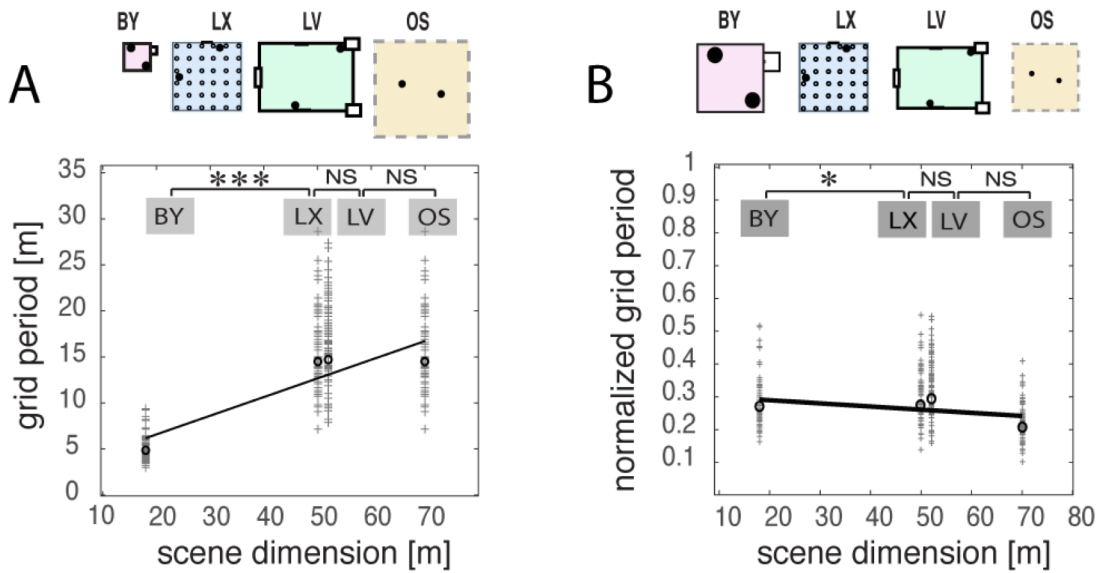 BY LX LV OS
A
35
30
25
20
15
10
5
0
grid period [m]
*** NS NS
BY LX LV OS
10 20 30 40 50 60 70
scene dimension [m]
BY LX LV OS
B
1
0.9
0.8
0.7
0.6
0.5
0.4
0.3
0.2
0.1
normalized grid period
* NS NS
BY LX LV OS
10 20 30 40 50 60 70 80
scene dimension [m]